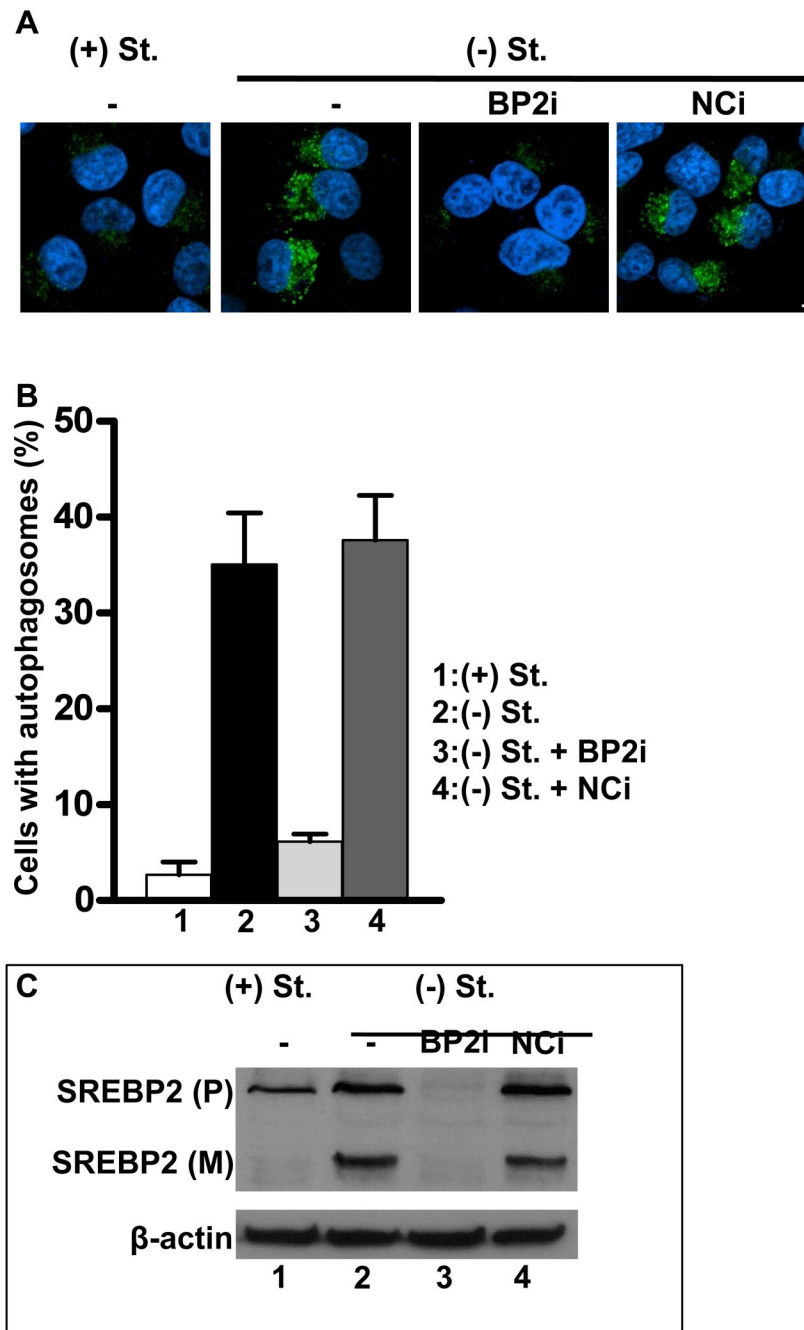 A
(+) St.
(-) St.
-
-
BP2i
NCi
B
Cells with autophagosomes (%)
50
40
30
20
10
0
1
2
3
4
1:(+) St.
2:(-) St.
3:(-) St. + BP2i
4:(-) St. + NCi
C
(+) St.
(-) St.
-
-
BP2i
NCi
SREBP2 (P)
SREBP2 (M)
β-actin
1
2
3
4